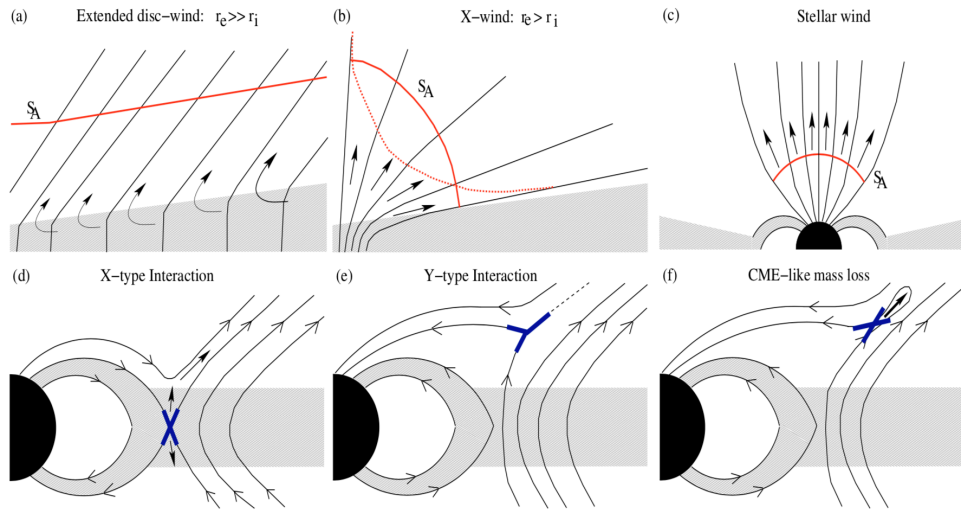 (a) Extended disc−wind: r_e >> r_i
S_A
(b) X−wind: r_e > r_i
S_A
(c) Stellar wind
S_A
(d) X−type Interaction
(e) Y−type Interaction
(f) CME−like mass loss